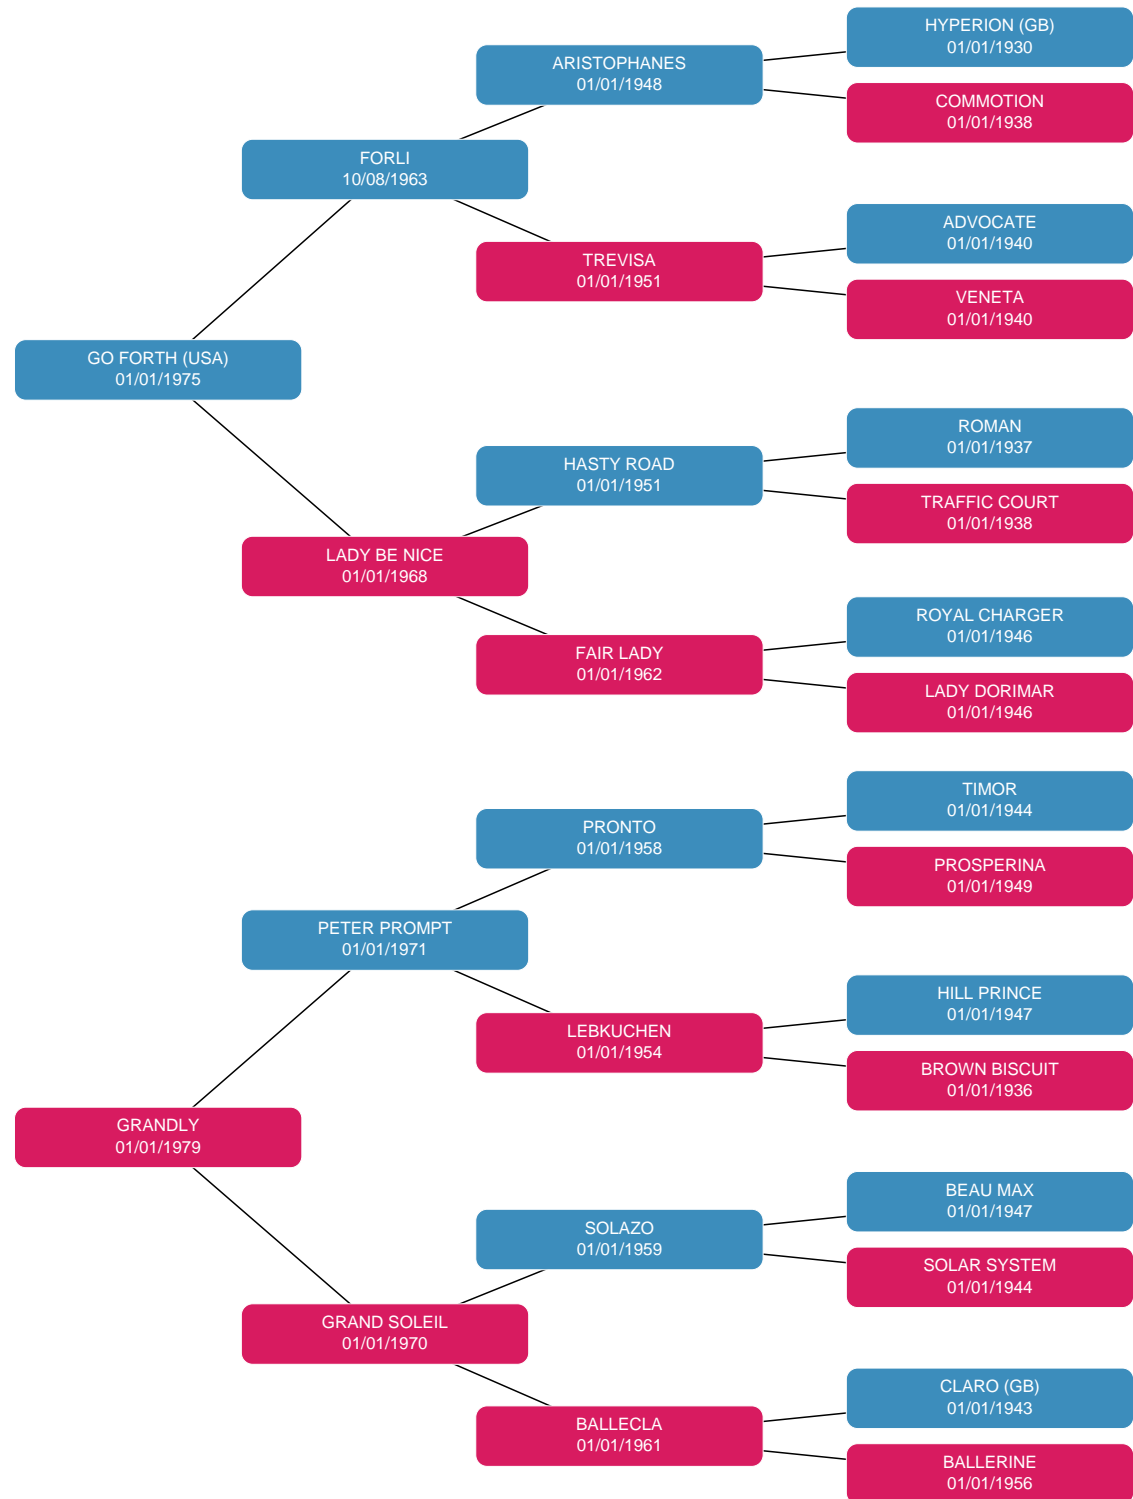 HYPERION (GB)
01/01/1930
ARISTOPHANES
01/01/1948
COMMOTION
01/01/1938
FORLI
10/08/1963
ADVOCATE
01/01/1940
TREVISA
01/01/1951
VENETA
01/01/1940
GO FORTH (USA)
01/01/1975
ROMAN
01/01/1937
HASTY ROAD
01/01/1951
TRAFFIC COURT
01/01/1938
LADY BE NICE
01/01/1968
ROYAL CHARGER
01/01/1946
FAIR LADY
01/01/1962
LADY DORIMAR
01/01/1946
TIMOR
01/01/1944
PRONTO
01/01/1958
PROSPERINA
01/01/1949
PETER PROMPT
01/01/1971
HILL PRINCE
01/01/1947
LEBKUCHEN
01/01/1954
BROWN BISCUIT
01/01/1936
GRANDLY
01/01/1979
BEAU MAX
01/01/1947
SOLAZO
01/01/1959
SOLAR SYSTEM
01/01/1944
GRAND SOLEIL
01/01/1970
CLARO (GB)
01/01/1943
BALLECLA
01/01/1961
BALLERINE
01/01/1956